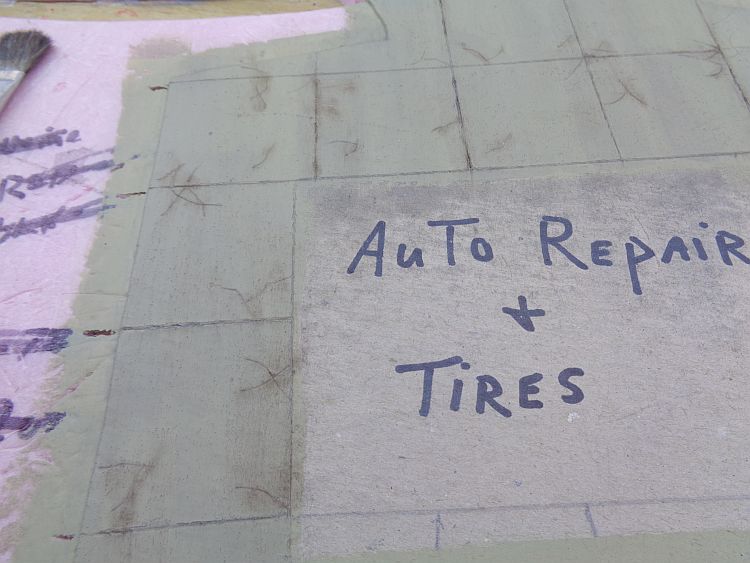 Auto Repair
+
Tires